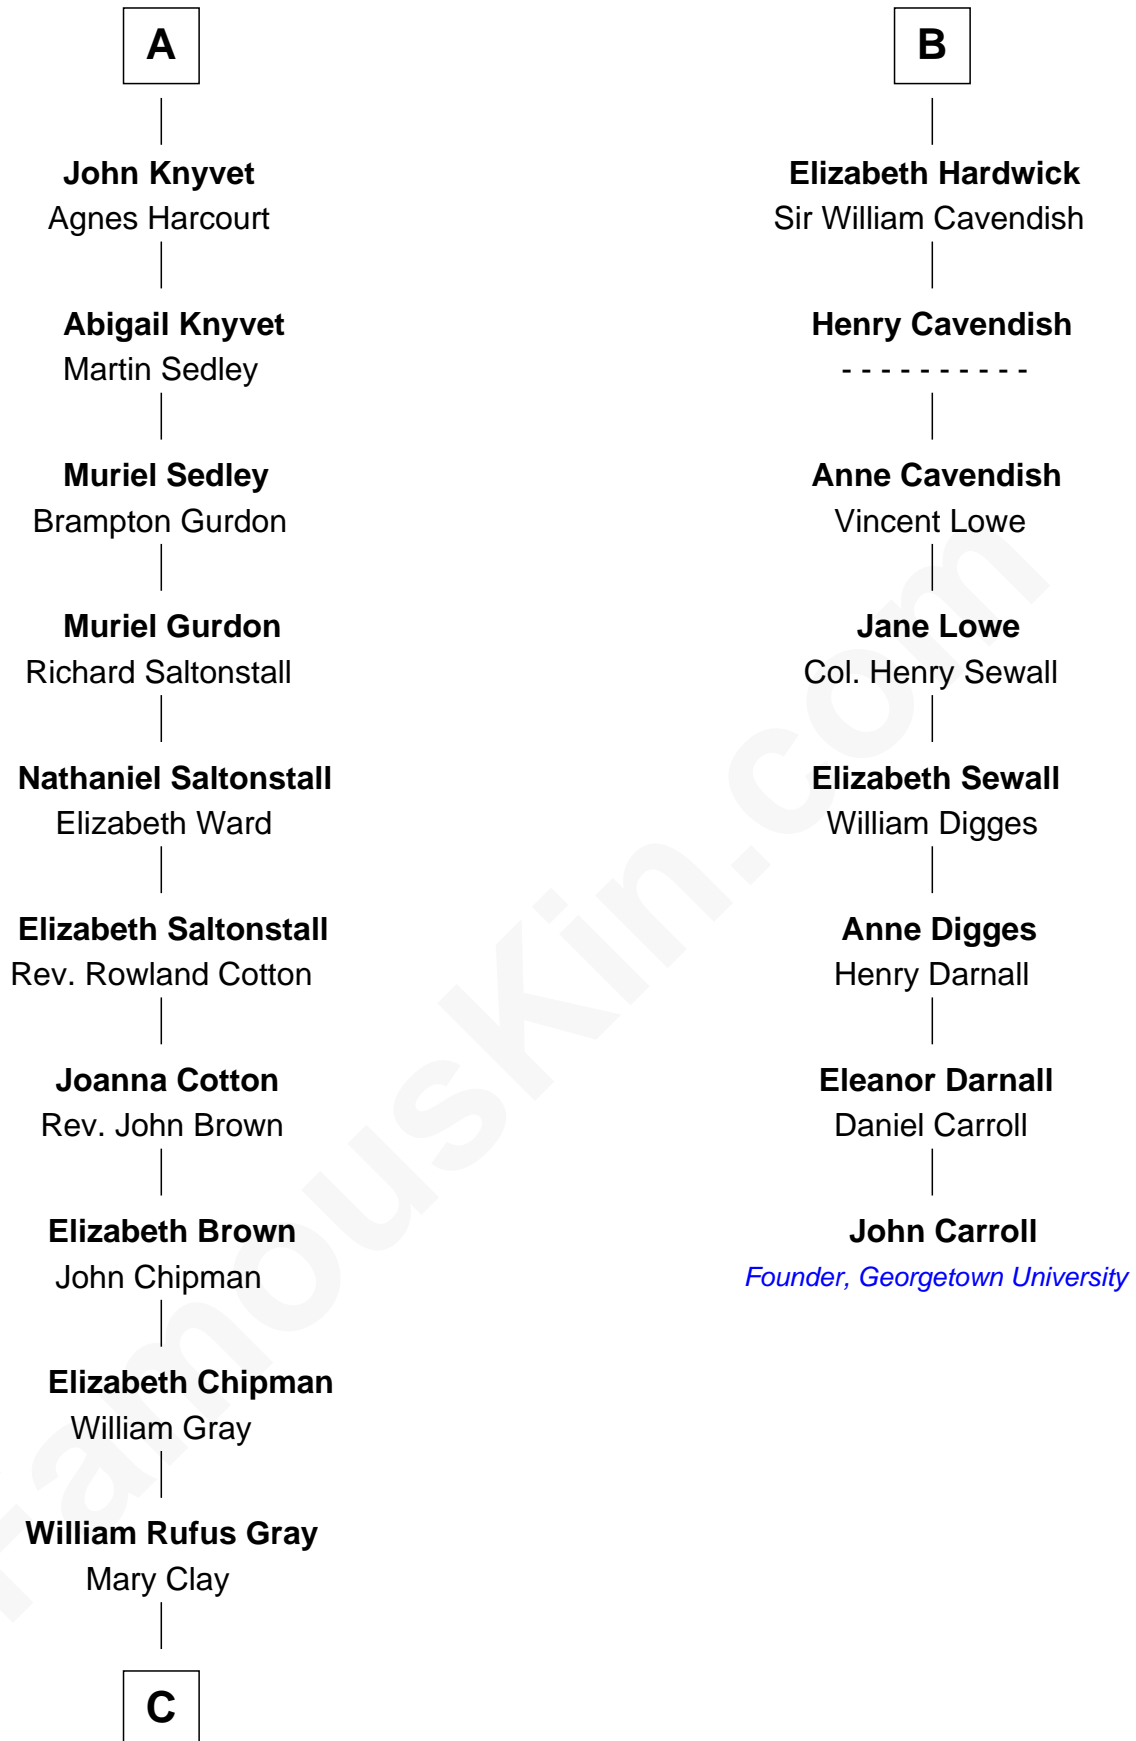 A
John Knyvet
Agnes Harcourt
Abigail Knyvet
Martin Sedley
Muriel Sedley
Brampton Gurdon
Muriel Gurdon
Richard Saltonstall
Nathaniel Saltonstall
Elizabeth Ward
Elizabeth Saltonstall
Rev. Rowland Cotton
Joanna Cotton
Rev. John Brown
Elizabeth Brown
John Chipman
Elizabeth Chipman
William Gray
William Rufus Gray
Mary Clay
C
B
Elizabeth Hardwick
Sir William Cavendish
Henry Cavendish
- - - - - - - - - -
Anne Cavendish
Vincent Lowe
Jane Lowe
Col. Henry Sewall
Elizabeth Sewall
William Digges
Anne Digges
Henry Darnall
Eleanor Darnall
Daniel Carroll
John Carroll
Founder, Georgetown University
FamousKin.com